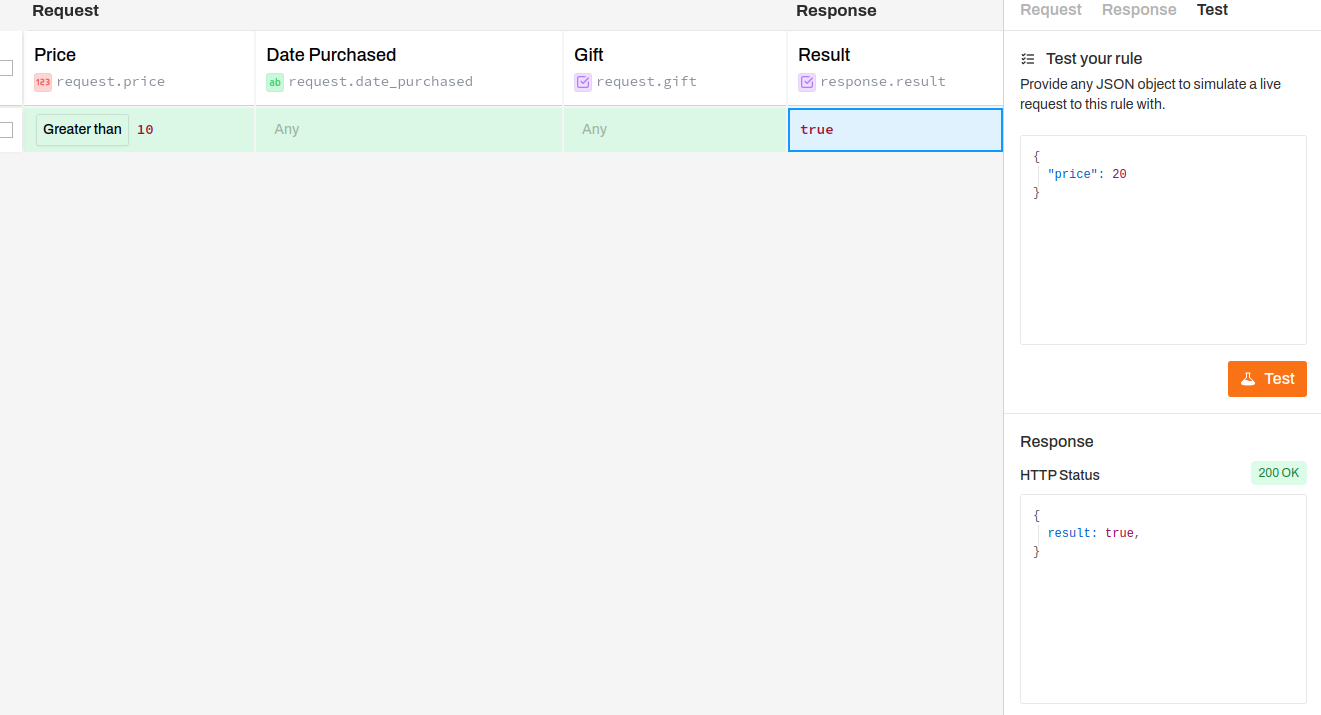 Request
Response
Price
Date Purchased
Gift
Result
123 request.price
ab request.date_purchased
request.gift
response.result
Greater than 10
Any
Any
true
Request Response Test
Test your rule
Provide any JSON object to simulate a live
request to this rule with.
{
"price": 20
}
Test
Response
HTTP Status
200 OK
{
result: true,
}